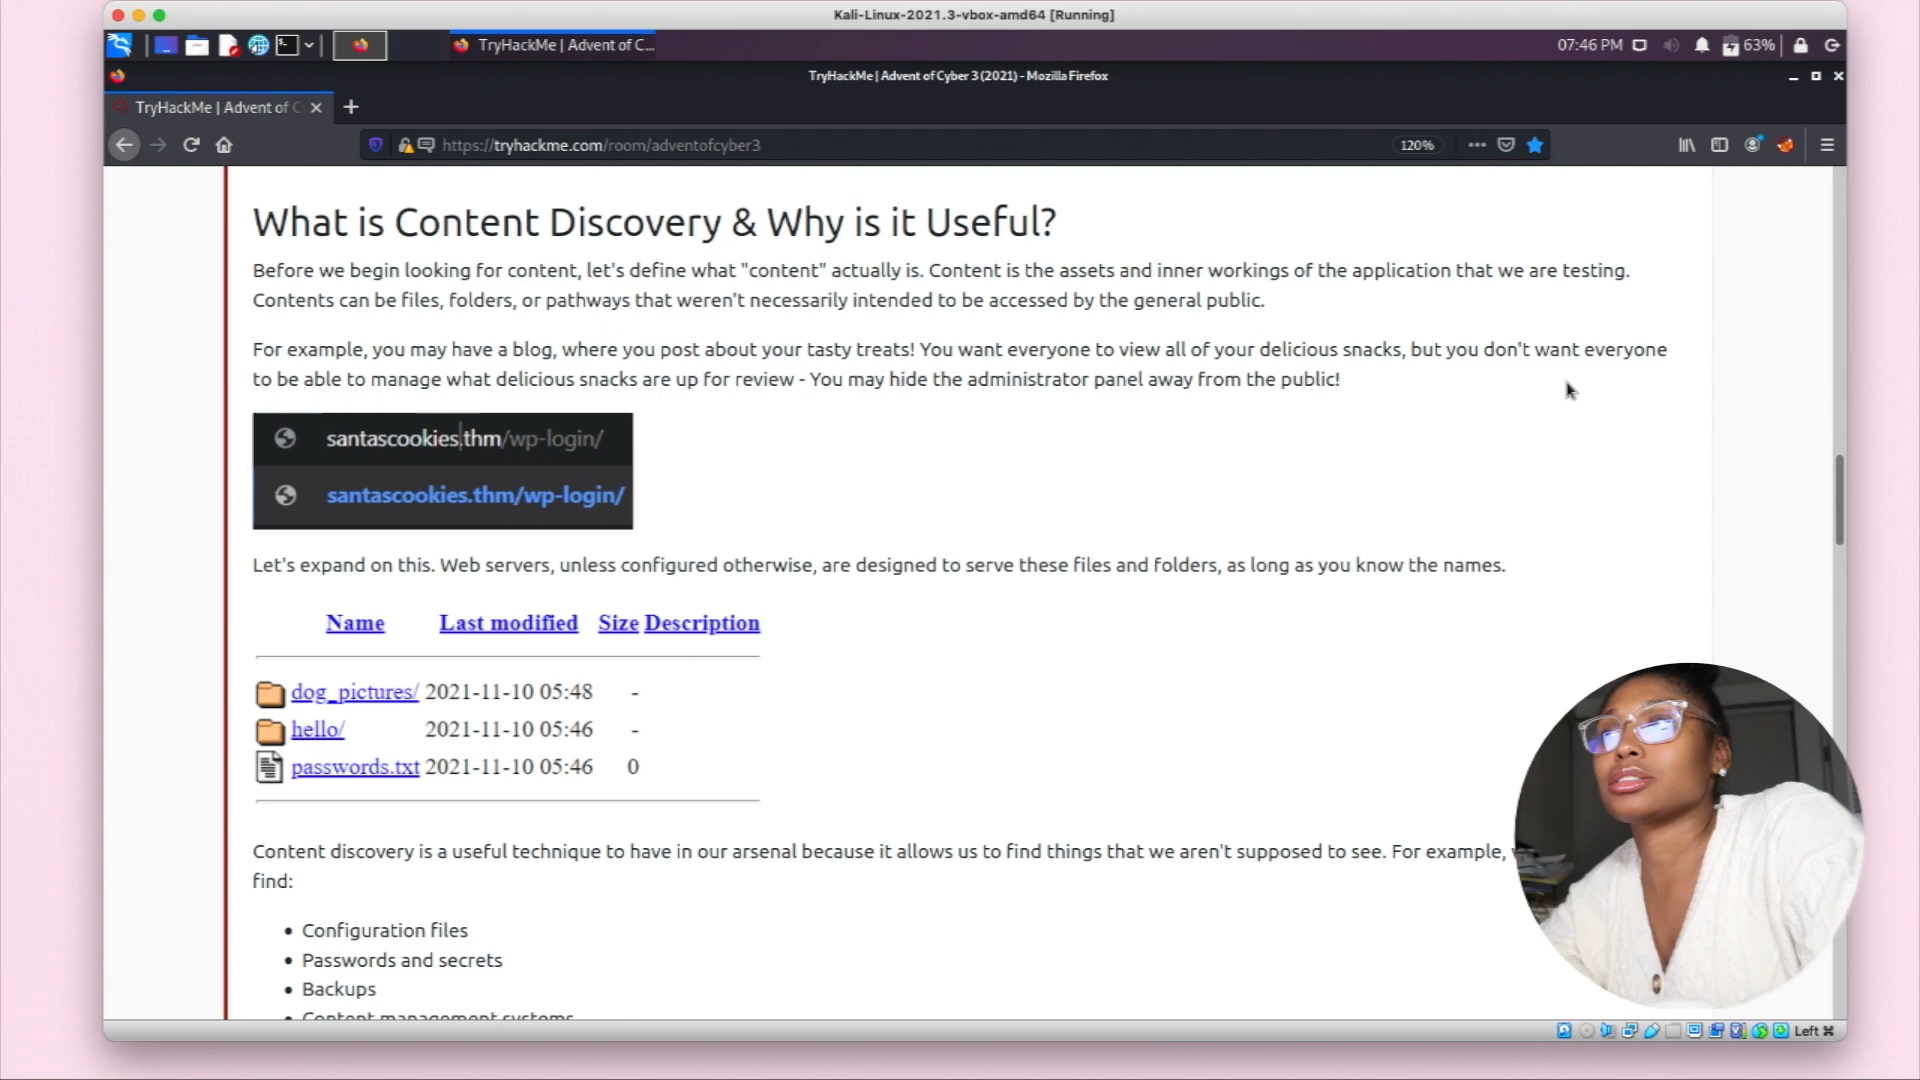 Kali-Linux-2021.3-vbox-amd64 [Running]
TryHackMe | Advent of C...
07:46 PM
63%
TryHackMe | Advent of Cyber 3 (2021) - Mozilla Firefox
TryHackMe | Advent of C
https://tryhackme.com/room/adventofcyber3
120%
What is Content Discovery & Why is it Useful?
Before we begin looking for content, let's define what "content" actually is. Content is the assets and inner workings of the application that we are testing.
Contents can be files, folders, or pathways that weren't necessarily intended to be accessed by the general public.
For example, you may have a blog, where you post about your tasty treats! You want everyone to view all of your delicious snacks, but you don't want everyone
to be able to manage what delicious snacks are up for review - You may hide the administrator panel away from the public!
santascookies.thm/wp-login/
santascookies.thm/wp-login/
Let's expand on this. Web servers, unless configured otherwise, are designed to serve these files and folders, as long as you know the names.
Name Last modified Size Description
dog_pictures/ 2021-11-10 05:48 -
hello/ 2021-11-10 05:46 -
passwords.txt 2021-11-10 05:46 0
Content discovery is a useful technique to have in our arsenal because it allows us to find things that we aren't supposed to see. For example,
find:
• Configuration files
• Passwords and secrets
• Backups
• Content management systems
Left ⌘